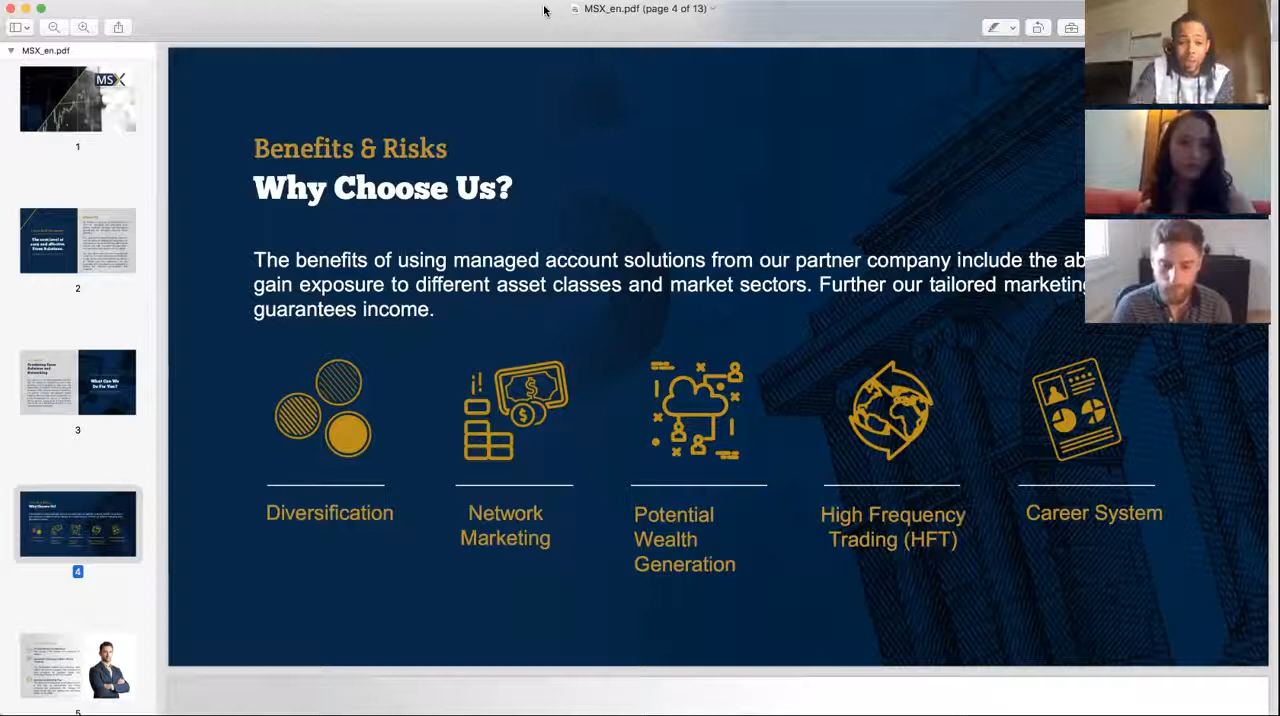 MSX_en.pdf (page 4 of 13)
MSX_en.pdf
MSX
1
2
3
4
5
Benefits & Risks
Why Choose Us?
The benefits of using managed account solutions from our partner company include the ab
gain exposure to different asset classes and market sectors. Further our tailored marketing
guarantees income.
Diversification
Network
Marketing
Potential
Wealth
Generation
High Frequency
Trading (HFT)
Career System